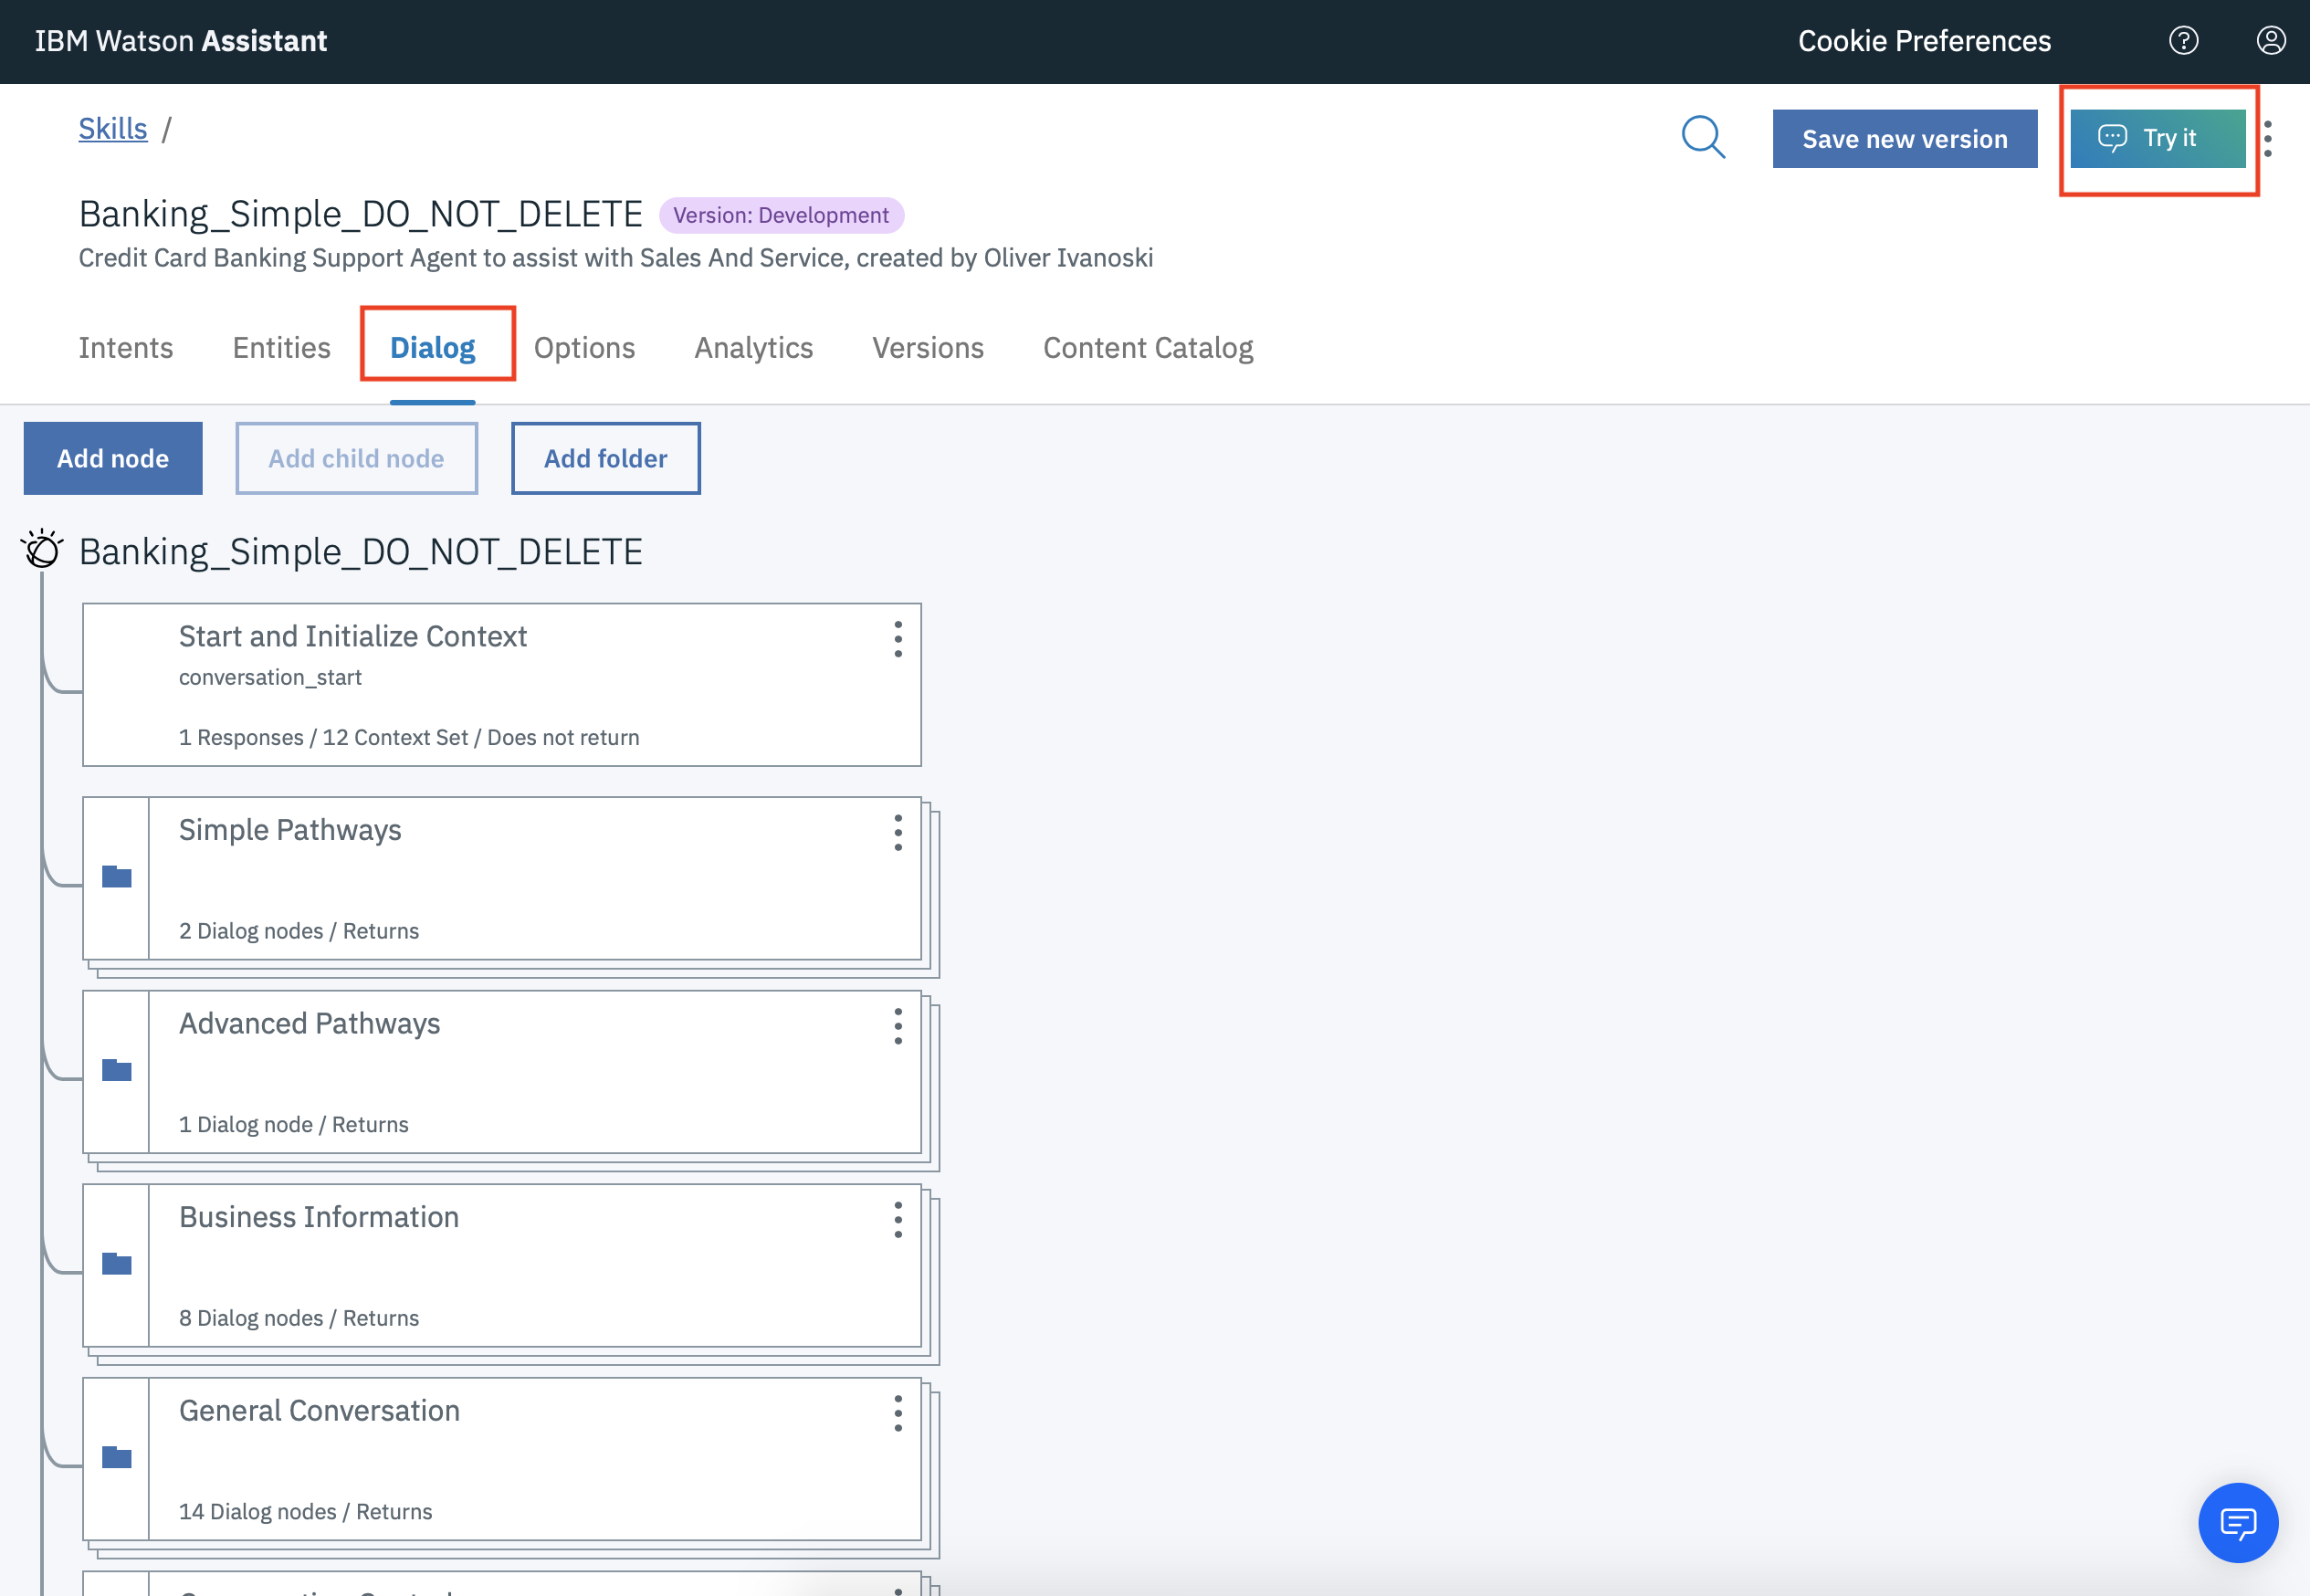 IBM Watson Assistant
Cookie Preferences
Skills /
Save new version
Try it
Banking_Simple_DO_NOT_DELETE
Version: Development
Credit Card Banking Support Agent to assist with Sales And Service, created by Oliver Ivanoski
Intents
Entities
Dialog
Options
Analytics
Versions
Content Catalog
Add node
Add child node
Add folder
Banking_Simple_DO_NOT_DELETE
Start and Initialize Context
conversation_start
1 Responses / 12 Context Set / Does not return
Simple Pathways
2 Dialog nodes / Returns
Advanced Pathways
1 Dialog node / Returns
Business Information
8 Dialog nodes / Returns
General Conversation
14 Dialog nodes / Returns